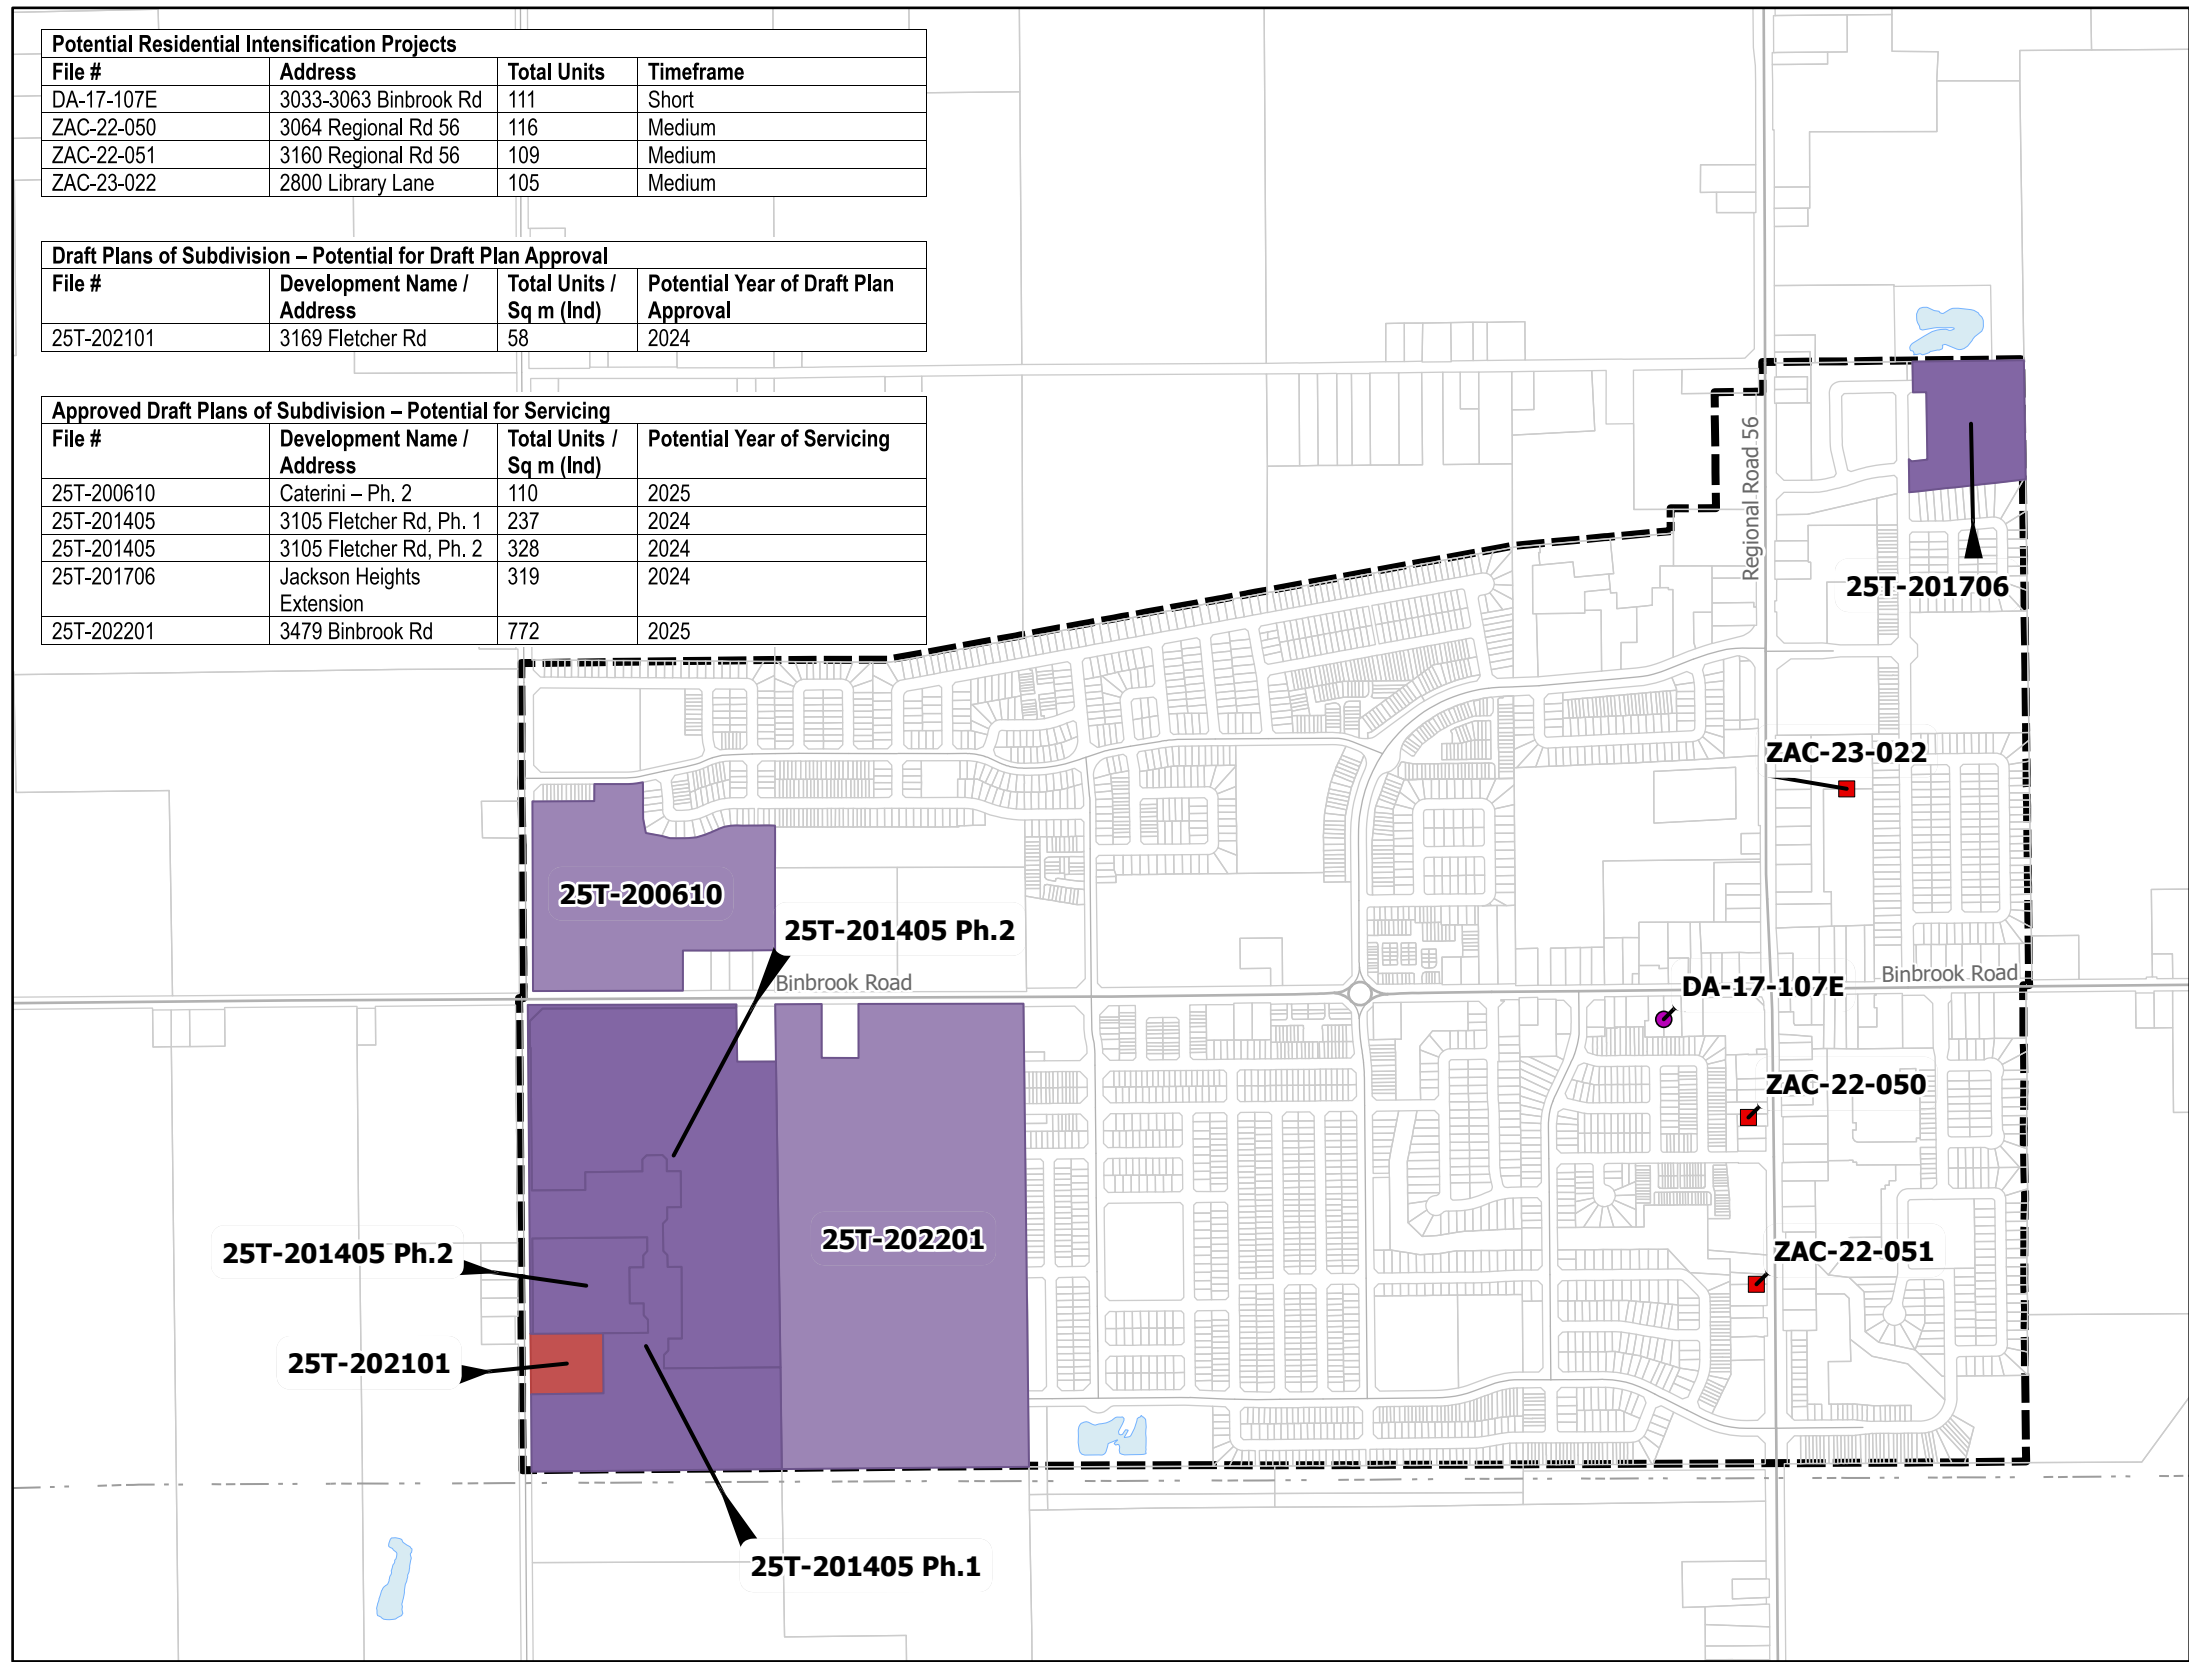 Potential Residential Intensification Projects
File # Address Total Units Timeframe
DA-17-107E 3033-3063 Binbrook Rd 111 Short
ZAC-22-050 3064 Regional Rd 56 116 Medium
ZAC-22-051 3160 Regional Rd 56 109 Medium
ZAC-23-022 2800 Library Lane 105 Medium
Draft Plans of Subdivision – Potential for Draft Plan Approval
File # Development Name / Total Units / Potential Year of Draft Plan
Address Sq m (Ind) Approval
25T-202101 3169 Fletcher Rd 58 2024
Approved Draft Plans of Subdivision – Potential for Servicing
File # Development Name / Total Units / Potential Year of Servicing
Address Sq m (Ind)
25T-200610 Caterini – Ph. 2 110 2025
25T-201405 3105 Fletcher Rd, Ph. 1 237 2024
25T-201405 3105 Fletcher Rd, Ph. 2 328 2024
25T-201706 Jackson Heights 319 2024
Extension
25T-202201 3479 Binbrook Rd 772 2025
Regional Road 56
25T-201706
ZAC-23-022
25T-200610
25T-201405 Ph.2
Binbrook Road
Binbrook Road
DA-17-107E
ZAC-22-050
25T-202201
25T-201405 Ph.2
ZAC-22-051
25T-202101
25T-201405 Ph.1